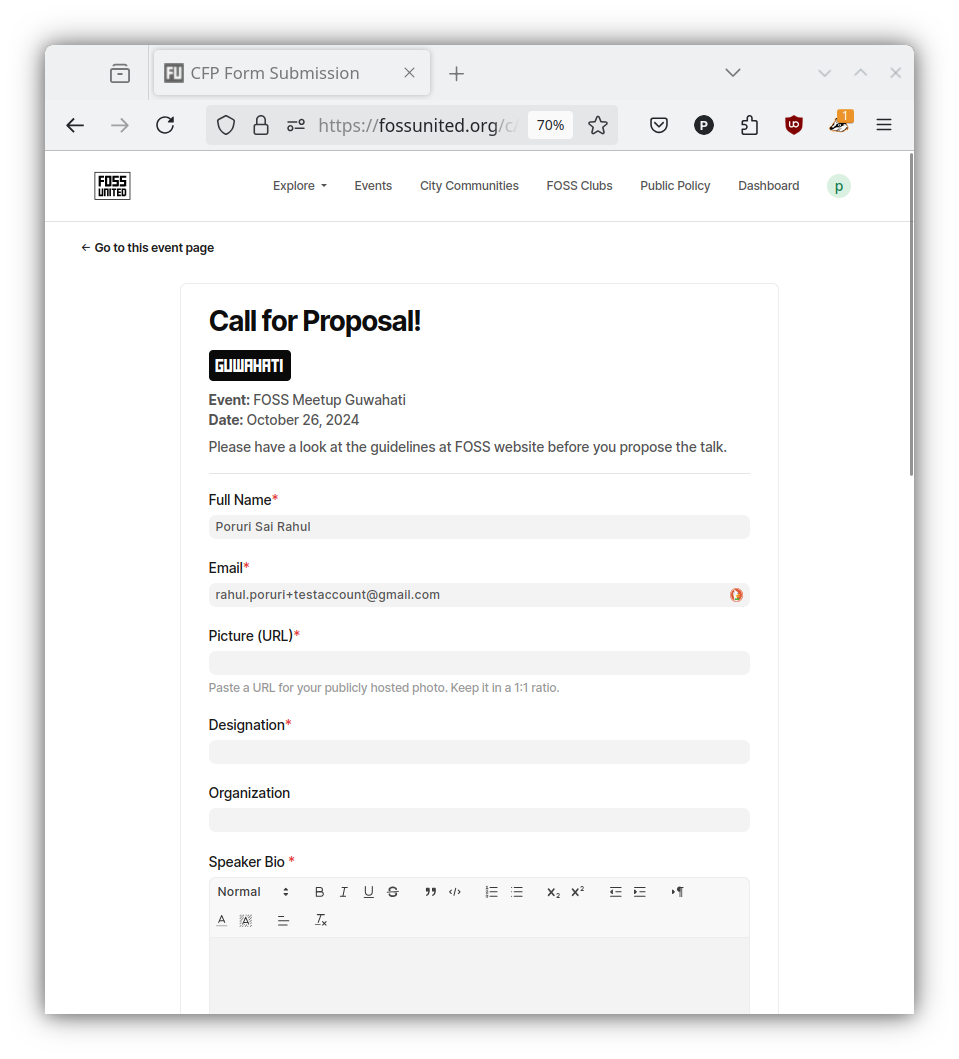 FU CFP Form Submission
https://fossunited.org/c/ 70% P 1
FOSS UNITED
Explore Events City Communities FOSS Clubs Public Policy Dashboard p
← Go to this event page
Call for Proposal!
GUWAHATI
Event: FOSS Meetup Guwahati
Date: October 26, 2024
Please have a look at the guidelines at FOSS website before you propose the talk.
Full Name*
Poruri Sai Rahul
Email*
rahul.poruri+testaccount@gmail.com
Picture (URL)*
Paste a URL for your publicly hosted photo. Keep it in a 1:1 ratio.
Designation*
Organization
Speaker Bio *
Normal B I U S ” </> X₂ X² ¶
A A Tx